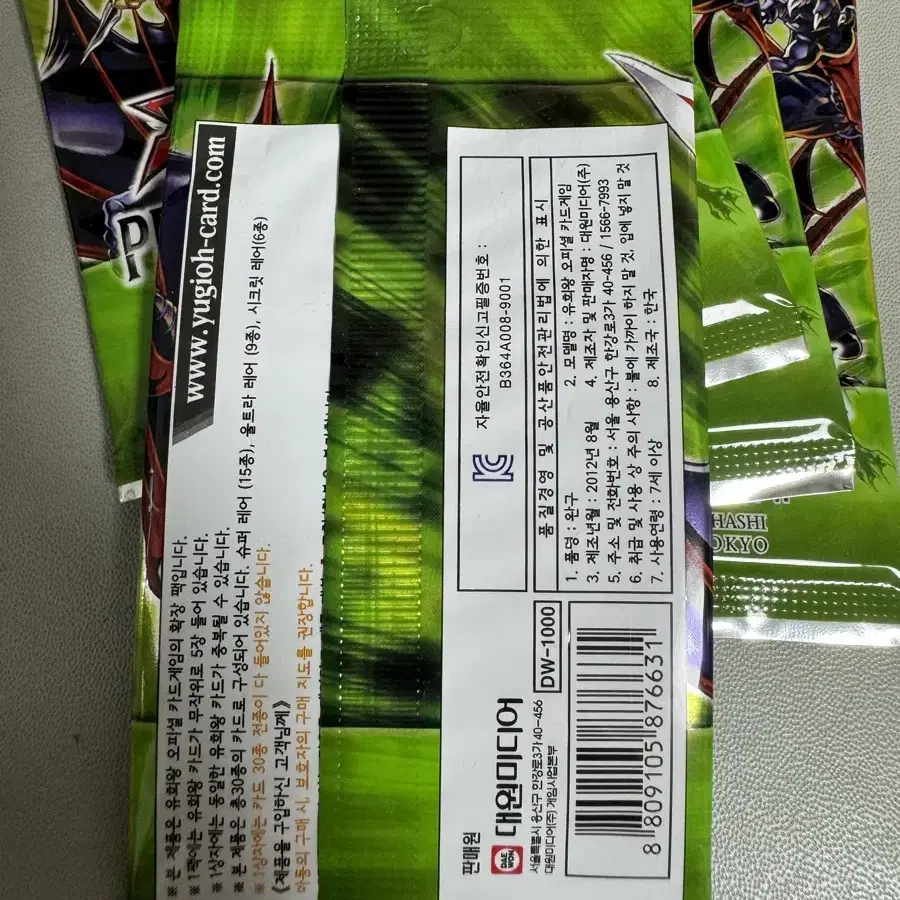 www.yugioh-card.com
※ 본 제품은 유희왕 오피셜 카드게임의 확장 팩입니다.
※ 1팩에는 유희왕 카드가 무작위로 5장 들어 있습니다.
※ 1상자에는 동일한 유희왕 카드가 중복될 수 있습니다.
※ 본 제품은 총30종의 카드로 구성되어 있습니다. 슈퍼 레어 (15종), 울트라 레어 (9종), 시크릿 레어(6종)
※ 1상자에는 카드 30종 전종이 다 들어있지 않습니다.
《제품을 구입하신 고객님께》
아동의 구매 시, 보호자의 구매 지도를 권장합니다.
자율안전확인신고필증번호 :
B364A008-9001
품질경영 및 공산품안전관리법에 의한 표시
1. 품명 : 완구 2. 모델명 : 유희왕 오피셜 카드게임
3. 제조년월 : 2012년 8월 4. 제조자 및 판매자명 : 대원미디어(주)
5. 주소 및 전화번호 : 서울 용산구 한강로3가 40-456 / 1566-7993
6. 취급 및 사용 상 주의 사항 : 불에 가까이 하지 말 것, 입에 넣지 말 것
7. 사용연령 : 7세 이상 8. 제조국 : 한국
판매원
DAE WON
대원미디어
서울특별시 용산구 한강로3가 40-456
대원미디어(주) 게임사업본부
DW-1000
8 809105 876631
HASHI
OKYO